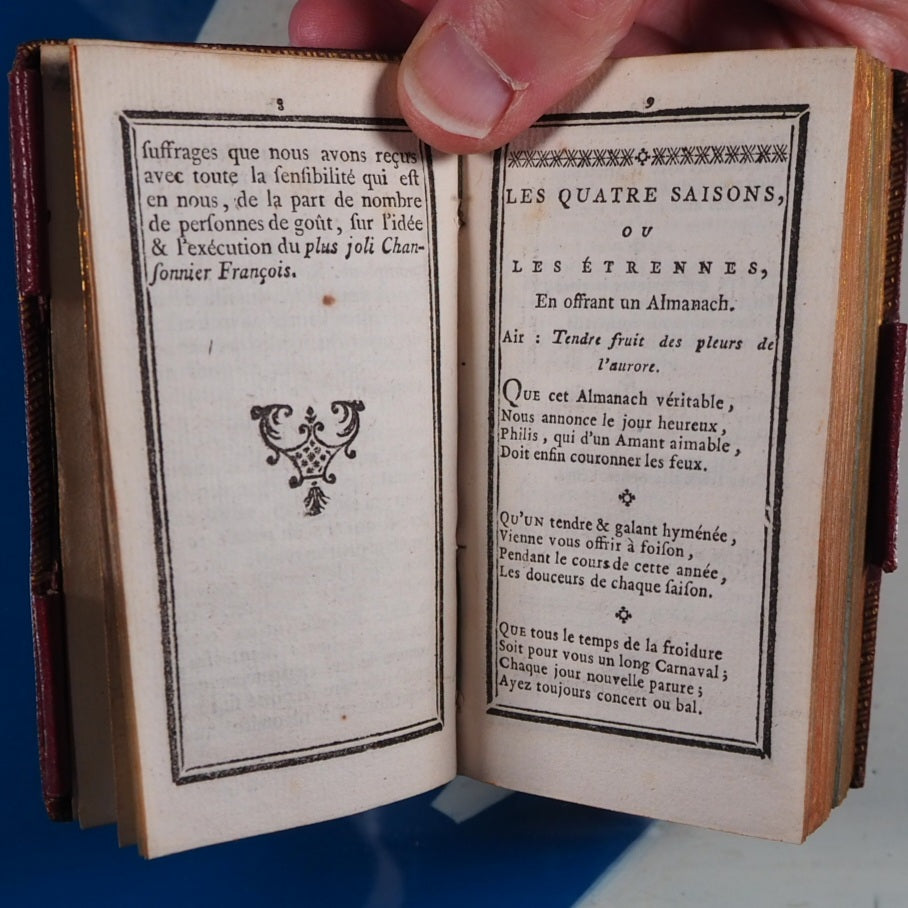 8
ſuffrages que nous avons reçus
avec toute la ſenſibilité qui eſt
en nous, de la part de nombre
de perſonnes de goût, ſur l'idée
& l'exécution du plus joli Chan-
ſonnier François.
9
LES QUATRE SAISONS,
OU
LES ÉTRENNES,
En offrant un Almanach.
Air : Tendre fruit des pleurs de
l'aurore.
QUE cet Almanach véritable,
Nous annonce le jour heureux,
Philis, qui d'un Amant aimable,
Doit enfin couronner les feux.
QU'UN tendre & galant hyménée,
Vienne vous offrir à foiſon,
Pendant le cours de cette année,
Les douceurs de chaque ſaiſon.
QUE tous le temps de la froidure
Soit pour vous un long Carnaval;
Chaque jour nouvelle parure;
Ayez toujours concert ou bal.